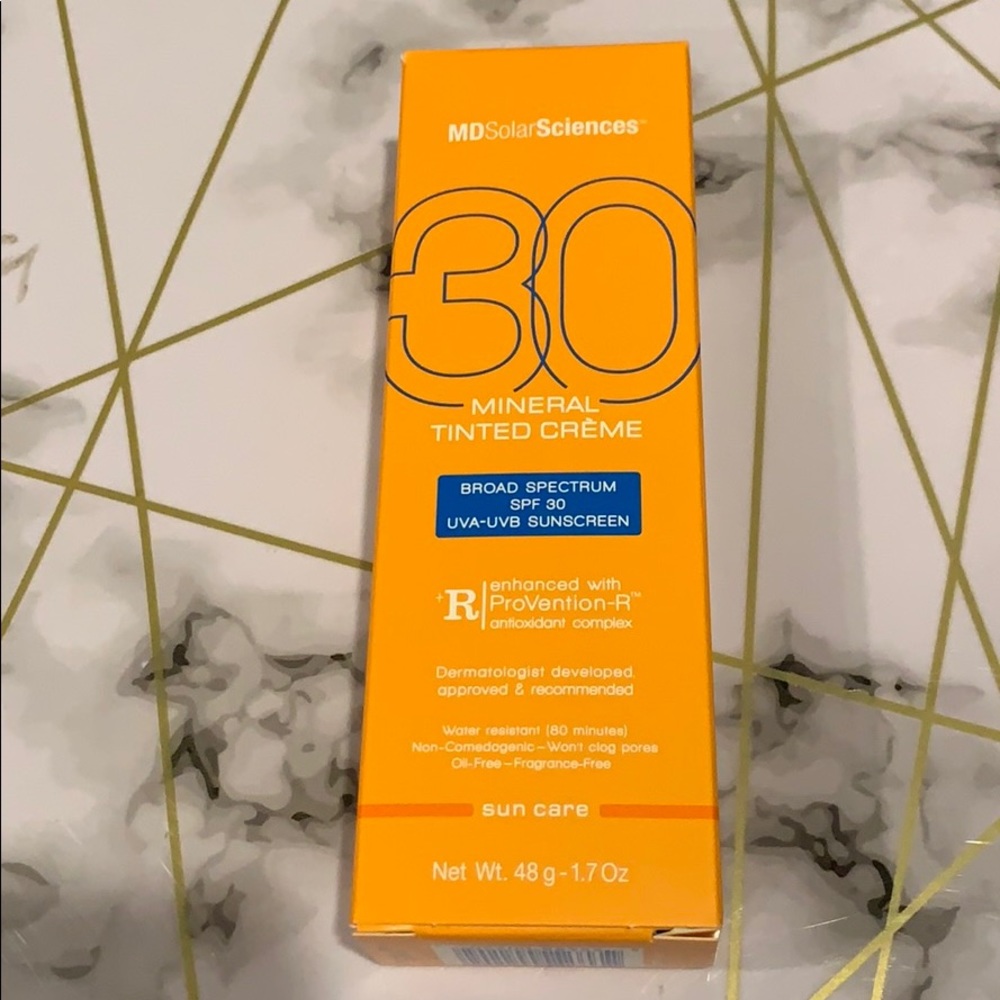 MDSolarSciences™
30
MINERAL
TINTED CRÈME
BROAD SPECTRUM
SPF 30
UVA-UVB SUNSCREEN
+R enhanced with
ProVention-R™
antioxidant complex
Dermatologist developed,
approved & recommended
Water resistant (80 minutes)
Non-Comedogenic–Won't clog pores
Oil-Free–Fragrance-Free
sun care
Net Wt. 48 g - 1.7 Oz